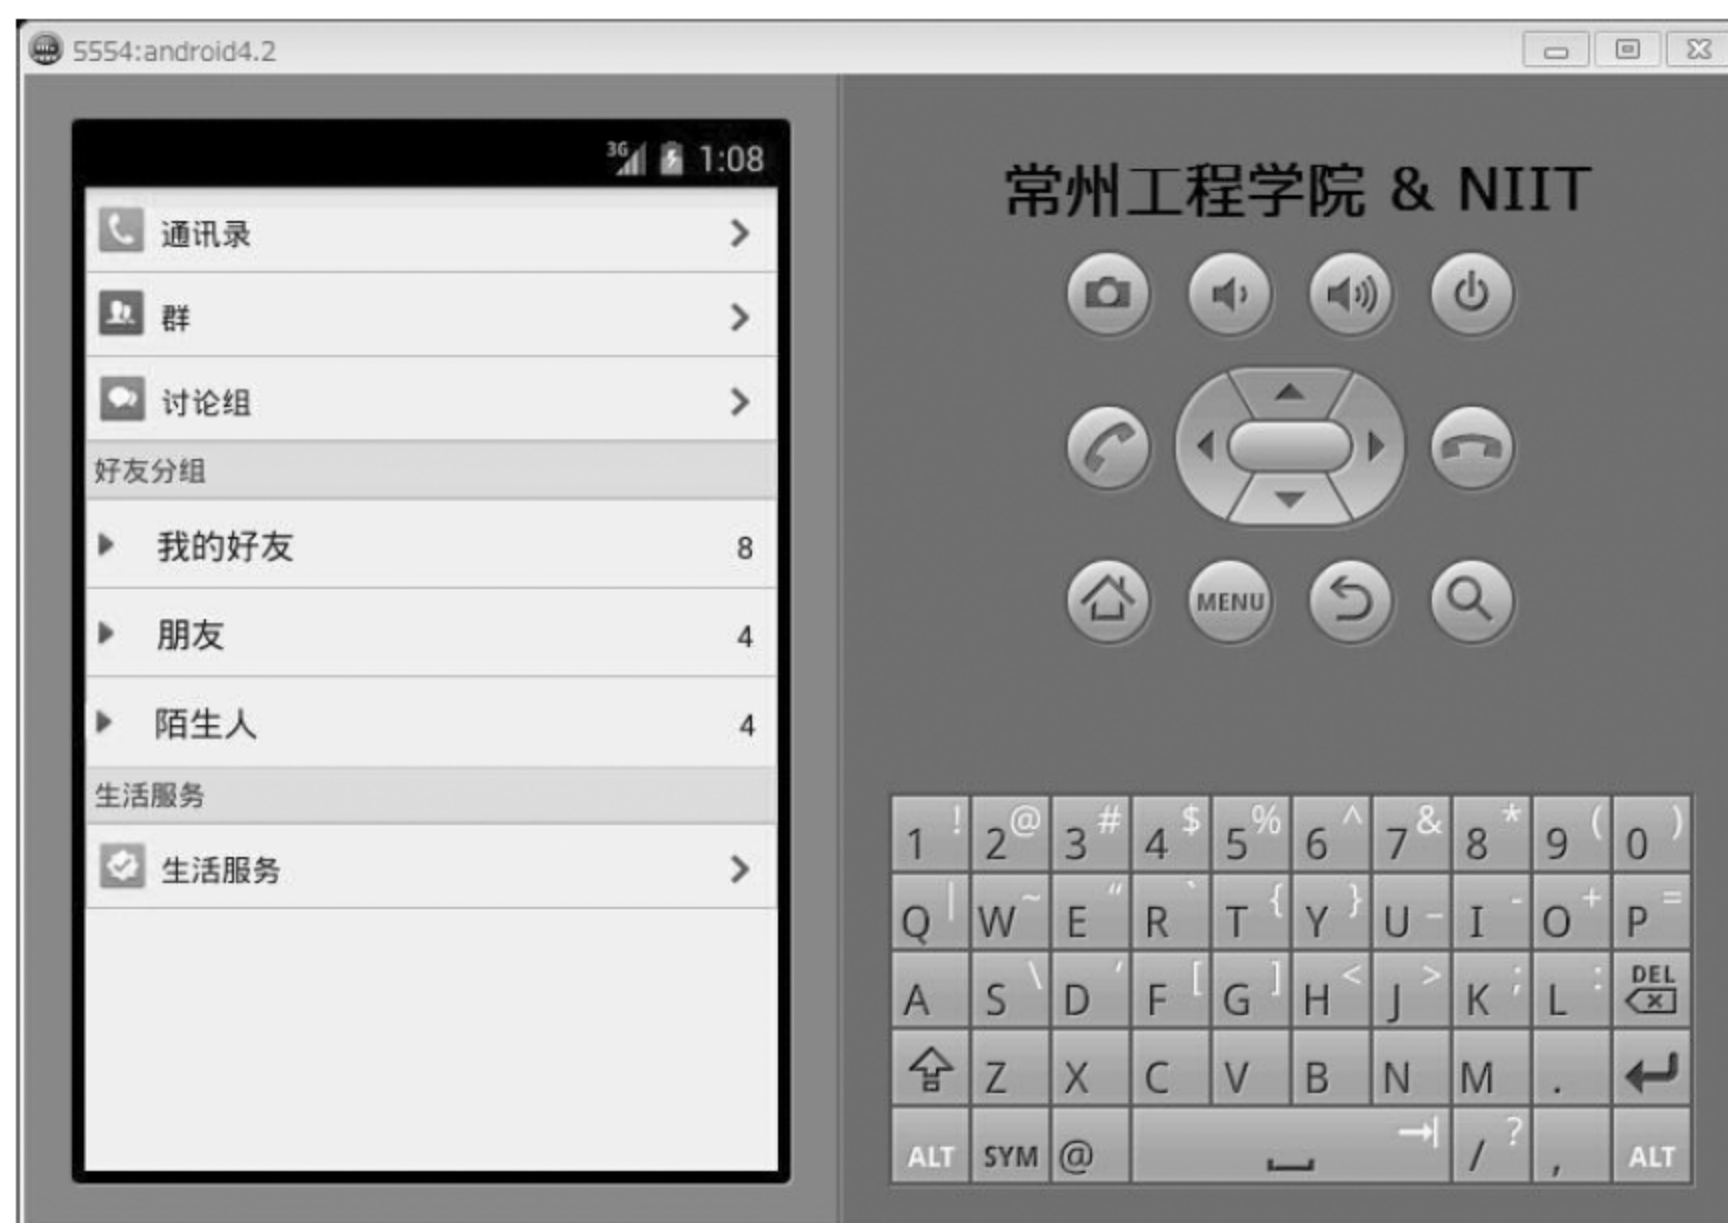 5554:android4.2
3G 1:08
通讯录
群
讨论组
好友分组
我的好友 8
朋友 4
陌生人 4
生活服务
生活服务
常州工程学院 & NIIT
MENU
1 ! 2 @ 3 # 4 $ 5 % 6 ^ 7 & 8 * 9 ( 0 )
Q | W ~ E “ R ` T { Y } U _ I - O + P =
A S \ D ‘ F [ G ] H < J > K ; L : DEL
Z X C V B N M .
ALT SYM @ / ? , ALT